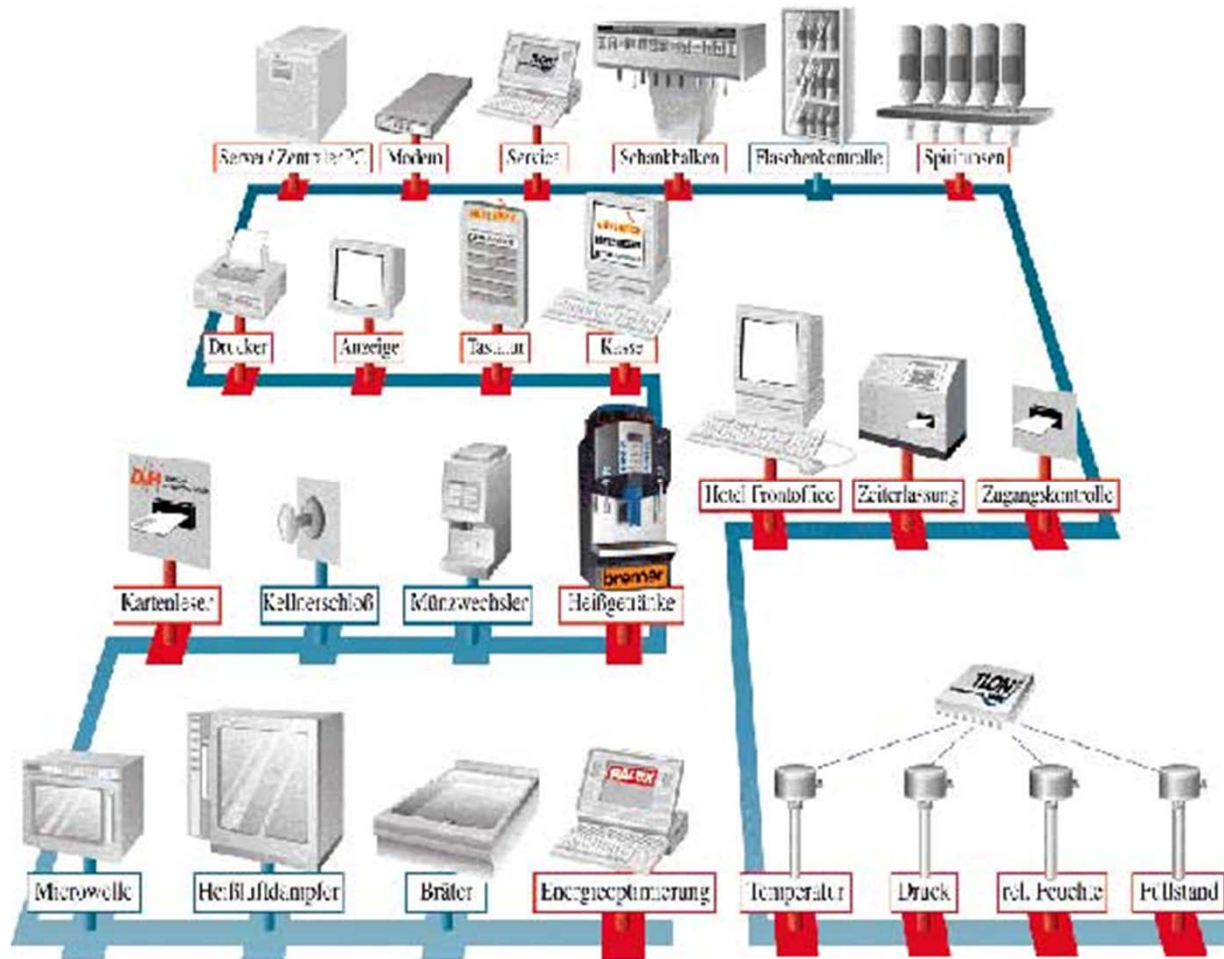 Server / Zentraler PC
Modem
Service
Schankbalken
Flaschenkontrolle
Spirituosen
Drucker
Anzeige
Tastatur
Kasse
Hotel Frontoffice
Zeiterfassung
Zugangskontrolle
Kartenleser
Kellnerschloß
Münzwechsler
Heißgetränke
bremer
TLON
Microwelle
Heißluftdämpfer
Bräter
Energieoptimierung
Temperatur
Druck
rel. Feuchte
Füllstand